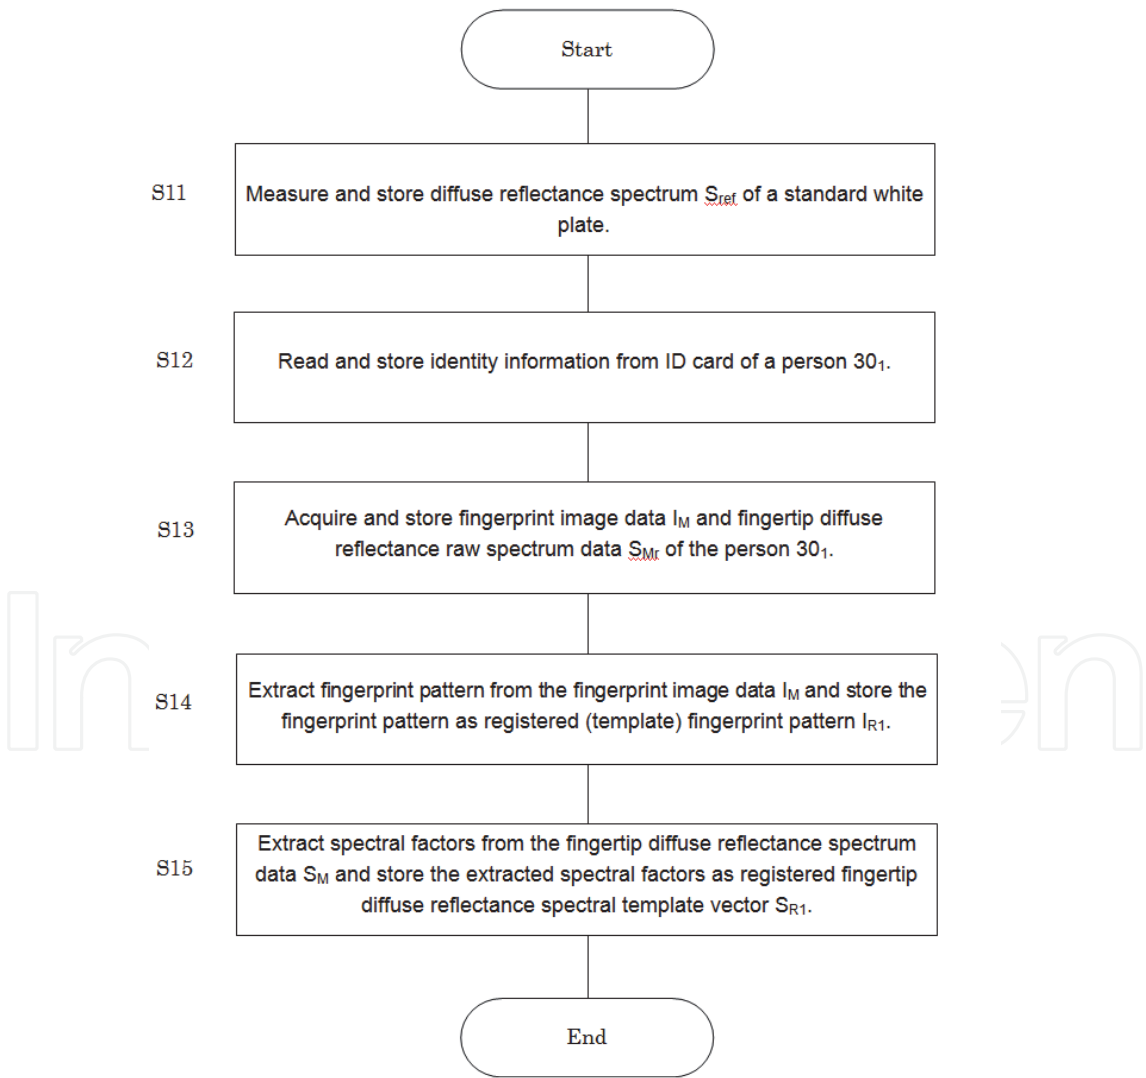 Start
S11
Measure and store diffuse reflectance spectrum Sref of a standard white
plate.
S12
Read and store identity information from ID card of a person 30₁.
S13
Acquire and store fingerprint image data IM and fingertip diffuse
reflectance raw spectrum data SMr of the person 30₁.
S14
Extract fingerprint pattern from the fingerprint image data IM and store the
fingerprint pattern as registered (template) fingerprint pattern IR1.
S15
Extract spectral factors from the fingertip diffuse reflectance spectrum
data SM and store the extracted spectral factors as registered fingertip
diffuse reflectance spectral template vector SR1.
End
In
en